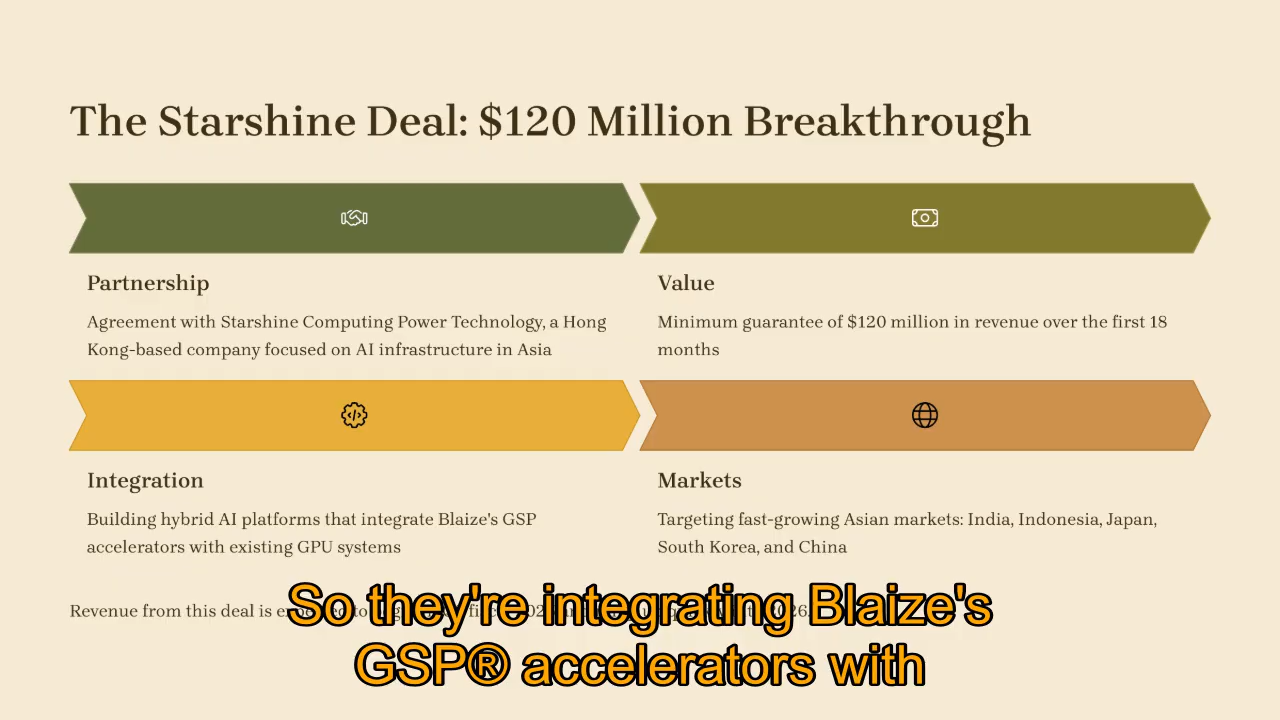 The Starshine Deal: $120 Million Breakthrough
Partnership
Agreement with Starshine Computing Power Technology, a Hong
Kong-based company focused on AI infrastructure in Asia
Value
Minimum guarantee of $120 million in revenue over the first 18
months
Integration
Building hybrid AI platforms that integrate Blaize's GSP
accelerators with existing GPU systems
Markets
Targeting fast-growing Asian markets: India, Indonesia, Japan,
South Korea, and China
Revenue from this deal is
So they're integrating Blaize's
GSP® accelerators with